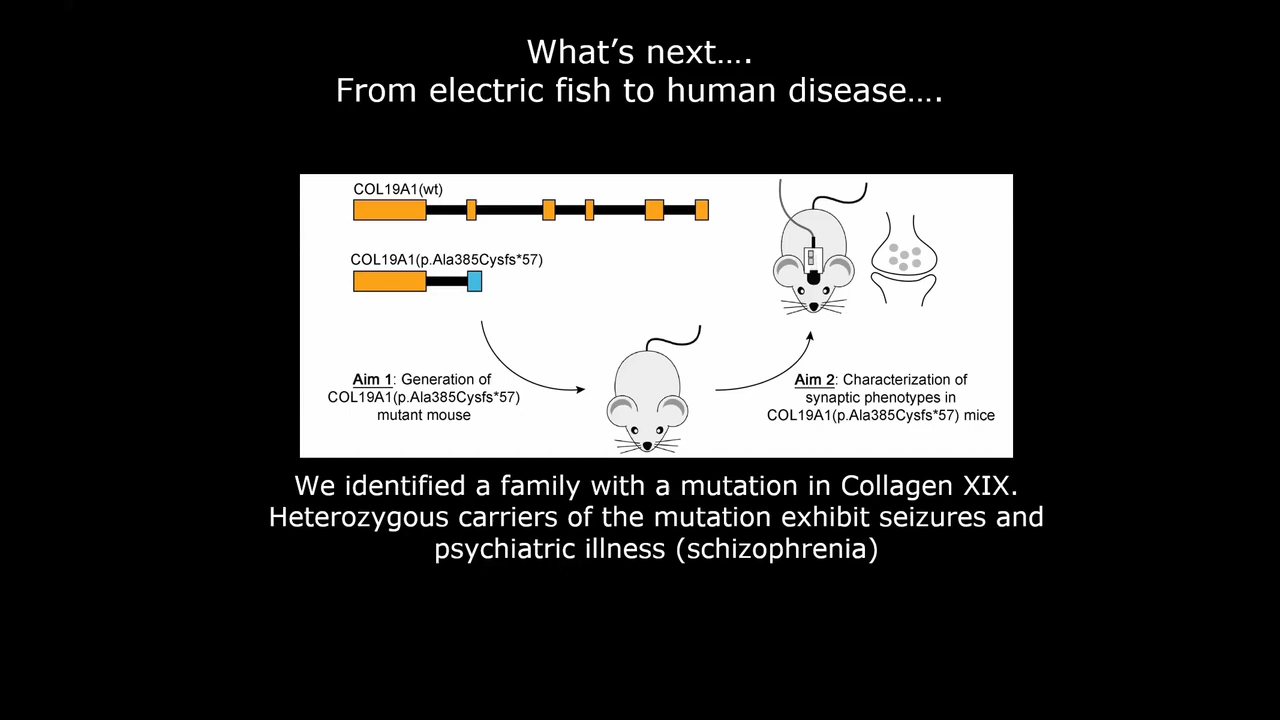 What’s next….
From electric fish to human disease….
COL19A1(wt)
COL19A1(p.Ala385Cysfs*57)
Aim 1: Generation of
COL19A1(p.Ala385Cysfs*57)
mutant mouse
Aim 2: Characterization of
synaptic phenotypes in
COL19A1(p.Ala385Cysfs*57) mice
We identified a family with a mutation in Collagen XIX.
Heterozygous carriers of the mutation exhibit seizures and
psychiatric illness (schizophrenia)